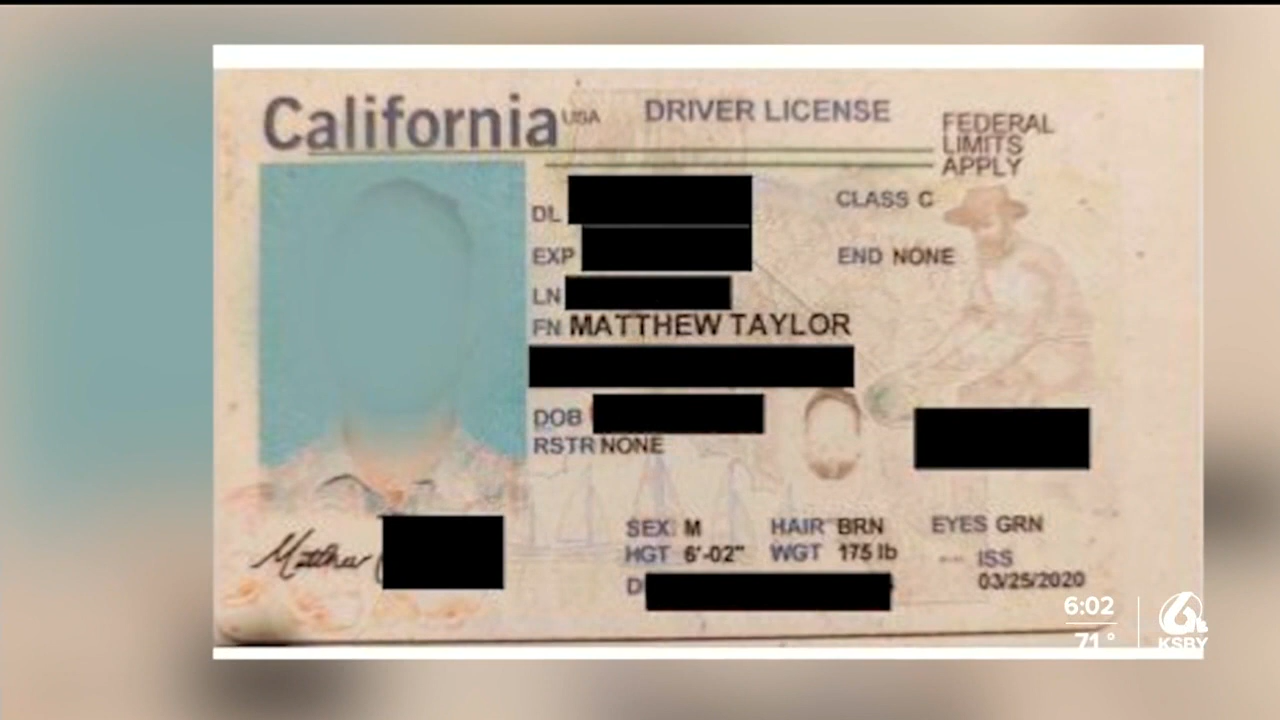 California USA DRIVER LICENSE
FEDERAL
LIMITS
APPLY
DL
CLASS C
EXP
END NONE
LN
FN MATTHEW TAYLOR
DOB
RSTR NONE
SEX M HAIR BRN EYES GRN
HGT 6'-02" WGT 175 lb
ISS
03/25/2020
Matthew
D
6:02
71°
6
KSBY